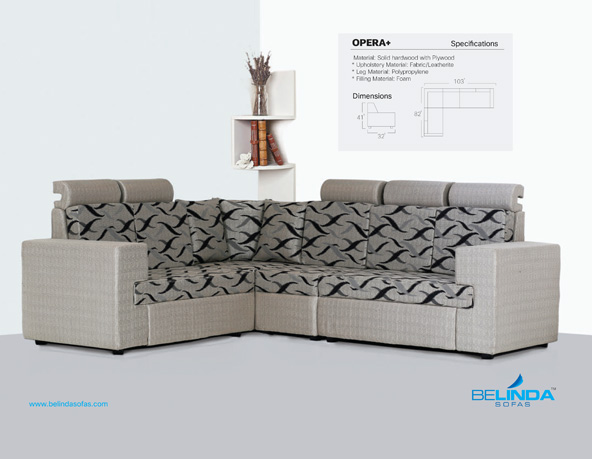 OPERA+ Specifications
Material: Solid hardwood with Plywood
* Upholstery Material: Fabric/Leatherite
* Leg Material: Polypropylene
* Filling Material: Foam
103"
Dimensions
41"
82"
33"
BELINDA™
SOFAS
www.belindasofas.com